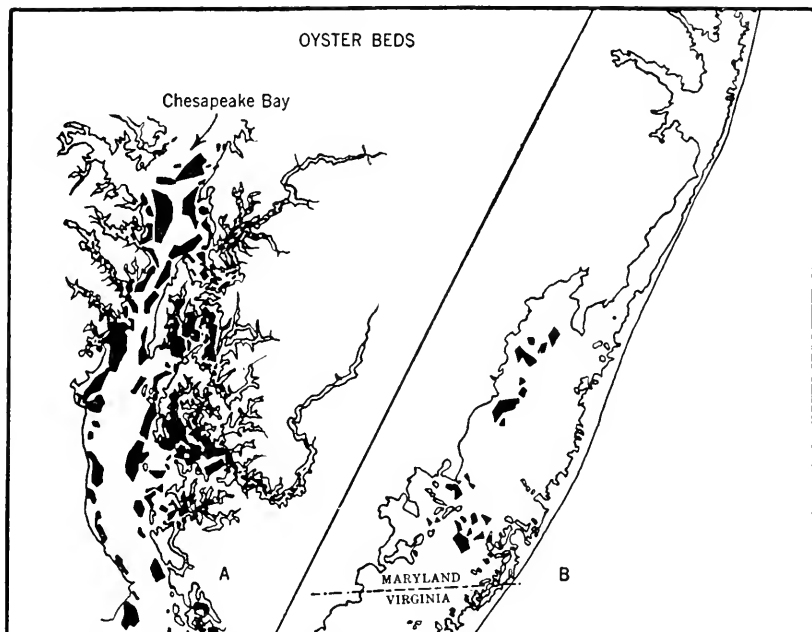 OYSTER BEDS
Chesapeake Bay
A
B
MARYLAND
VIRGINIA